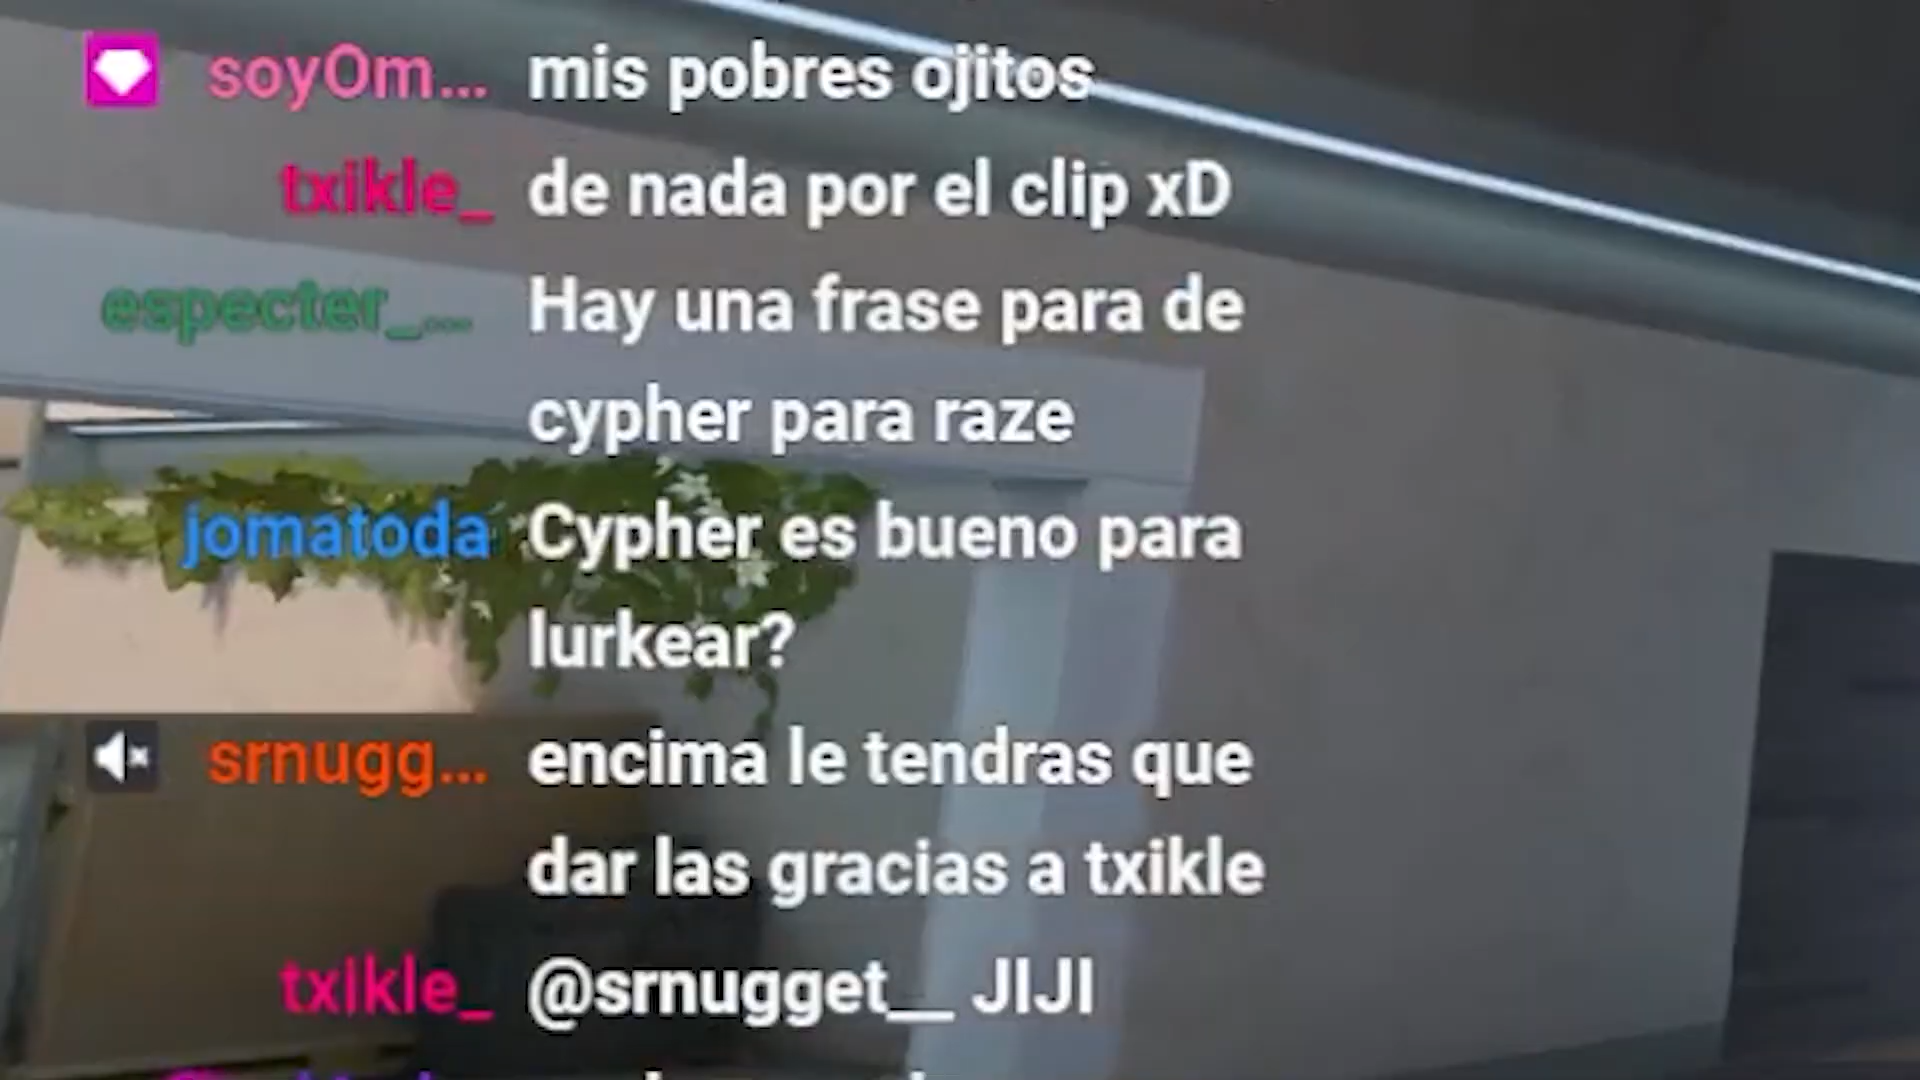 soyOm... mis pobres ojitos
txikle_ de nada por el clip xD
especter_... Hay una frase para de
cypher para raze
jomatoda Cypher es bueno para
lurkear?
srnugg... encima le tendras que
dar las gracias a txikle
txikle_ @srnugget__ JIJI